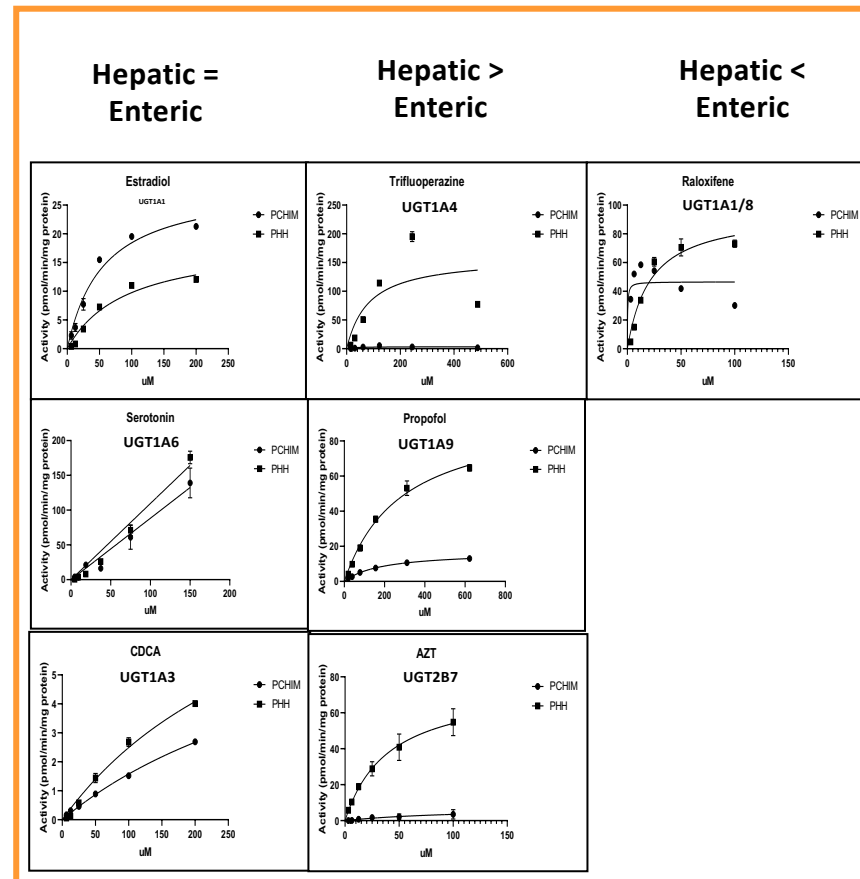 Hepatic =
Enteric
Hepatic >
Enteric
Hepatic <
Enteric
Estradiol
UGT1A1
Activity (pmol/min/mg protein)
25
20
15
10
5
0
0 50 100 150 200 250
uM
PCHIM
PHH
Trifluoperazine
UGT1A4
Activity (pmol/min/mg protein)
250
200
150
100
50
0
0 200 400 600
uM
PCHIM
PHH
Raloxifene
UGT1A1/8
Activity (pmol/min/mg protein)
100
80
60
40
20
0
0 50 100 150
uM
PCHIM
PHH
Serotonin
UGT1A6
Activity (pmol/min/mg protein)
200
150
100
50
0
0 50 100 150 200
uM
PCHIM
PHH
Propofol
UGT1A9
Activity (pmol/min/mg protein)
80
60
40
20
0
0 200 400 600 800
uM
PCHIM
PHH
CDCA
UGT1A3
Activity (pmol/min/mg protein)
5
4
3
2
1
0
0 50 100 150 200 250
uM
PCHIM
PHH
AZT
UGT2B7
Activity (pmol/min/mg protein)
80
60
40
20
0
0 50 100 150
uM
PCHIM
PHH